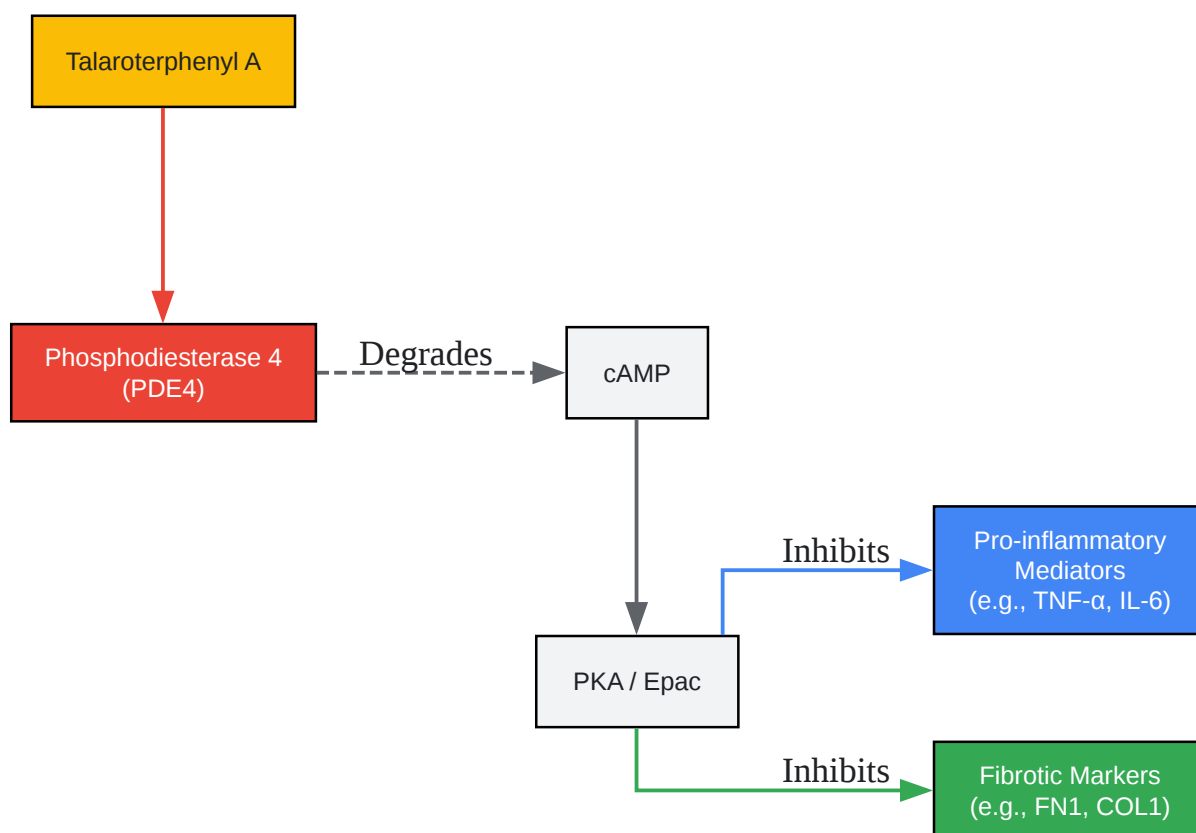 Talaroterphenyl A
Phosphodiesterase 4
(PDE4)
Degrades
cAMP
Inhibits
Pro-inflammatory
Mediators
(e.g., TNF-α, IL-6)
PKA / Epac
Inhibits
Fibrotic Markers
(e.g., FN1, COL1)